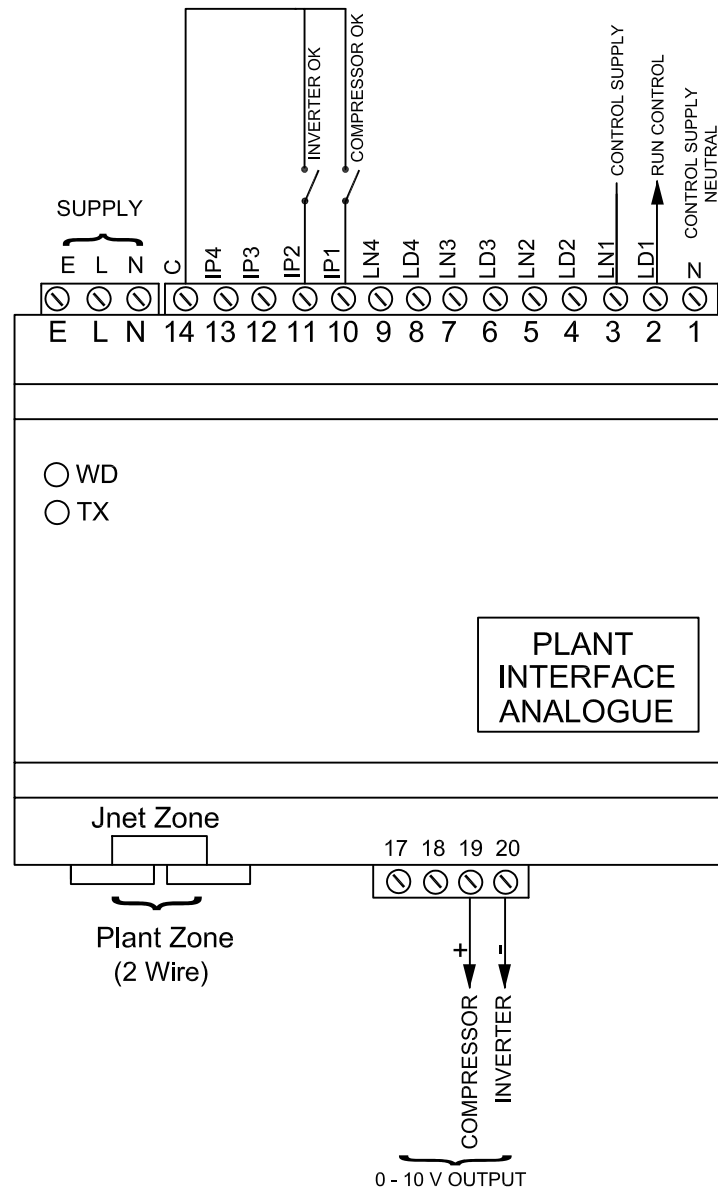 INVERTER OK
COMPRESSOR OK
CONTROL SUPPLY
RUN CONTROL
CONTROL SUPPLY
NEUTRAL
SUPPLY
E L N C IP4 IP3 IP2 IP1 LN4 LD4 LN3 LD3 LN2 LD2 LN1 LD1 N
E L N 14 13 12 11 10 9 8 7 6 5 4 3 2 1
WD
TX
PLANT
INTERFACE
ANALOGUE
Jnet Zone
17 18 19 20
Plant Zone
(2 Wire)
+ -
COMPRESSOR
INVERTER
0 - 10 V OUTPUT